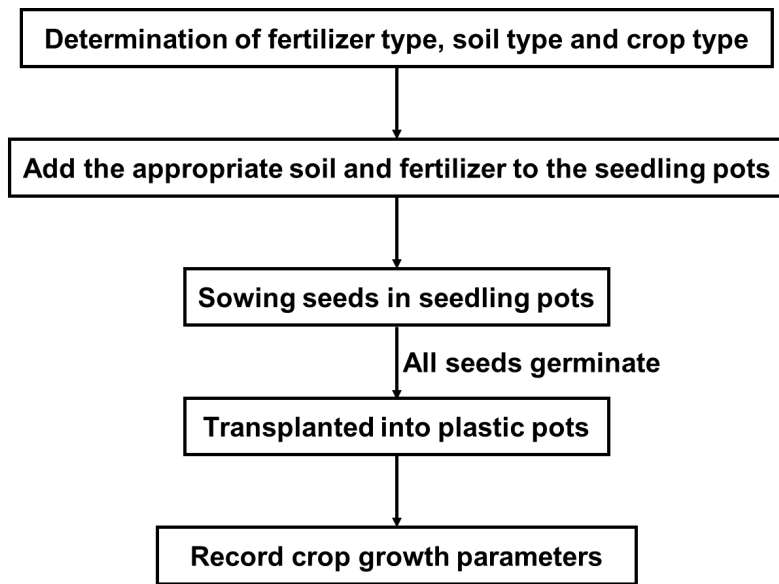 Determination of fertilizer type, soil type and crop type
Add the appropriate soil and fertilizer to the seedling pots
Sowing seeds in seedling pots
All seeds germinate
Transplanted into plastic pots
Record crop growth parameters